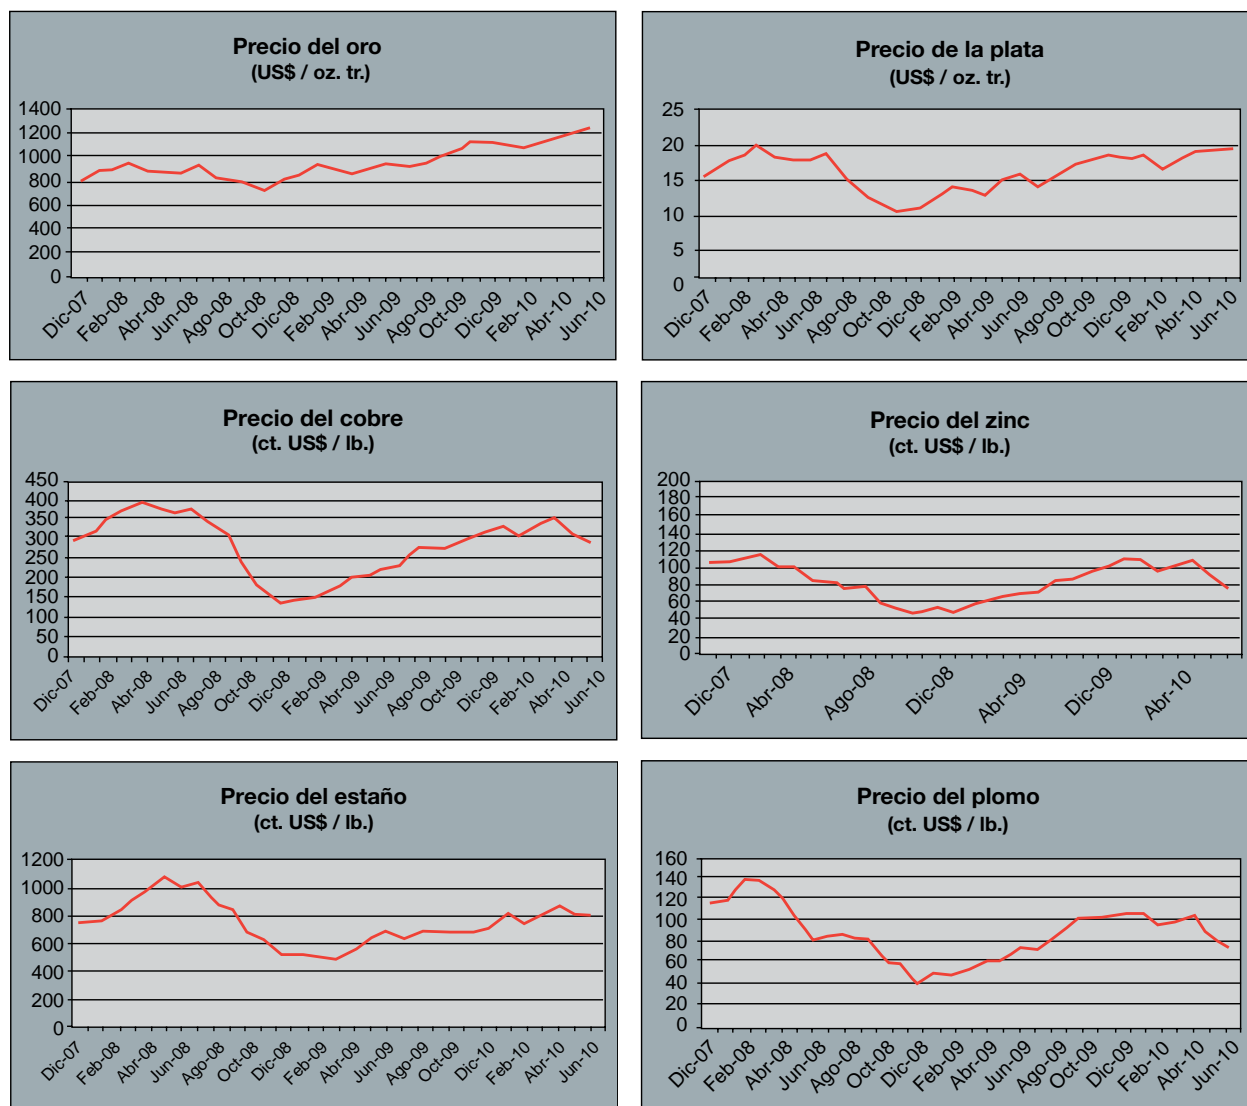 Precio del oro
(US$ / oz. tr.)
1400
1200
1000
800
600
400
200
0
Dic-07 Feb-08 Abr-08 Jun-08 Ago-08 Oct-08 Dic-08 Feb-09 Abr-09 Jun-09 Ago-09 Oct-09 Dic-09 Feb-10 Abr-10 Jun-10
Precio de la plata
(US$ / oz. tr.)
25
20
15
10
5
0
Dic-07 Feb-08 Abr-08 Jun-08 Ago-08 Oct-08 Dic-08 Feb-09 Abr-09 Jun-09 Ago-09 Oct-09 Dic-09 Feb-10 Abr-10 Jun-10
Precio del cobre
(ct. US$ / lb.)
450
400
350
300
250
200
150
100
50
0
Dic-07 Feb-08 Abr-08 Jun-08 Ago-08 Oct-08 Dic-08 Feb-09 Abr-09 Jun-09 Ago-09 Oct-09 Dic-09 Feb-10 Abr-10 Jun-10
Precio del zinc
(ct. US$ / lb.)
200
180
160
140
120
100
80
60
40
20
0
Dic-07 Abr-08 Ago-08 Dic-08 Abr-09 Dic-09 Abr-10
Precio del estaño
(ct. US$ / lb.)
1200
1000
800
600
400
200
0
Dic-07 Feb-08 Abr-08 Jun-08 Ago-08 Oct-08 Dic-08 Feb-09 Abr-09 Jun-09 Ago-09 Oct-09 Dic-10 Feb-10 Abr-10 Jun-10
Precio del plomo
(ct. US$ / lb.)
160
140
120
100
80
60
40
20
0
Dic-07 Feb-08 Abr-08 Jun-08 Ago-08 Oct-08 Dic-08 Feb-09 Abr-09 Jun-09 Ago-09 Oct-09 Dic-09 Feb-10 Abr-10 Jun-10